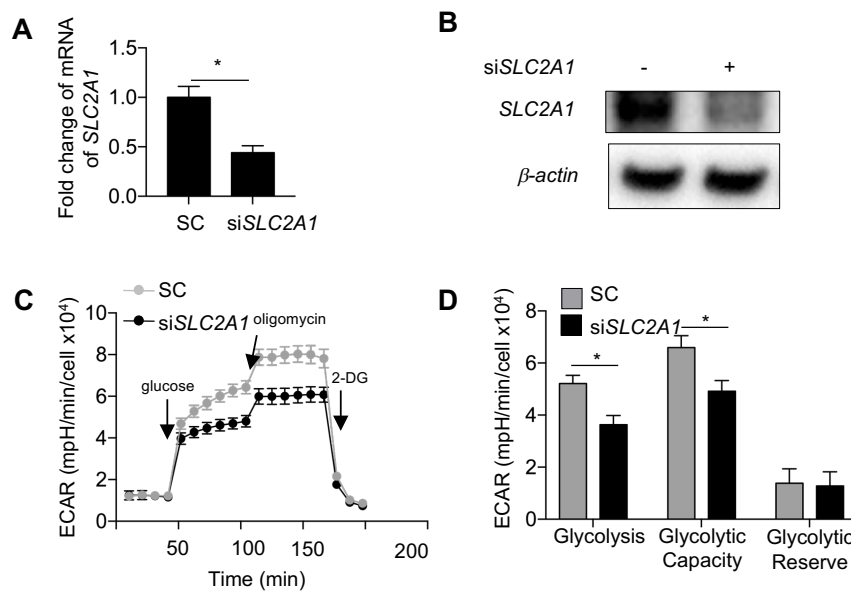 A
Fold change of mRNA
of SLC2A1
1.5
1.0
0.5
0.0
*
SC
siSLC2A1
B
siSLC2A1 - +
SLC2A1
β-actin
C
ECAR (mpH/min/cell x10⁴)
SC
siSLC2A1
10
8
6
4
2
0
glucose
oligomycin
2-DG
50
100
150
200
Time (min)
D
ECAR (mpH/min/cell x10⁴)
SC
siSLC2A1
8
6
4
2
0
*
*
Glycolysis
Glycolytic
Capacity
Glycolytic
Reserve